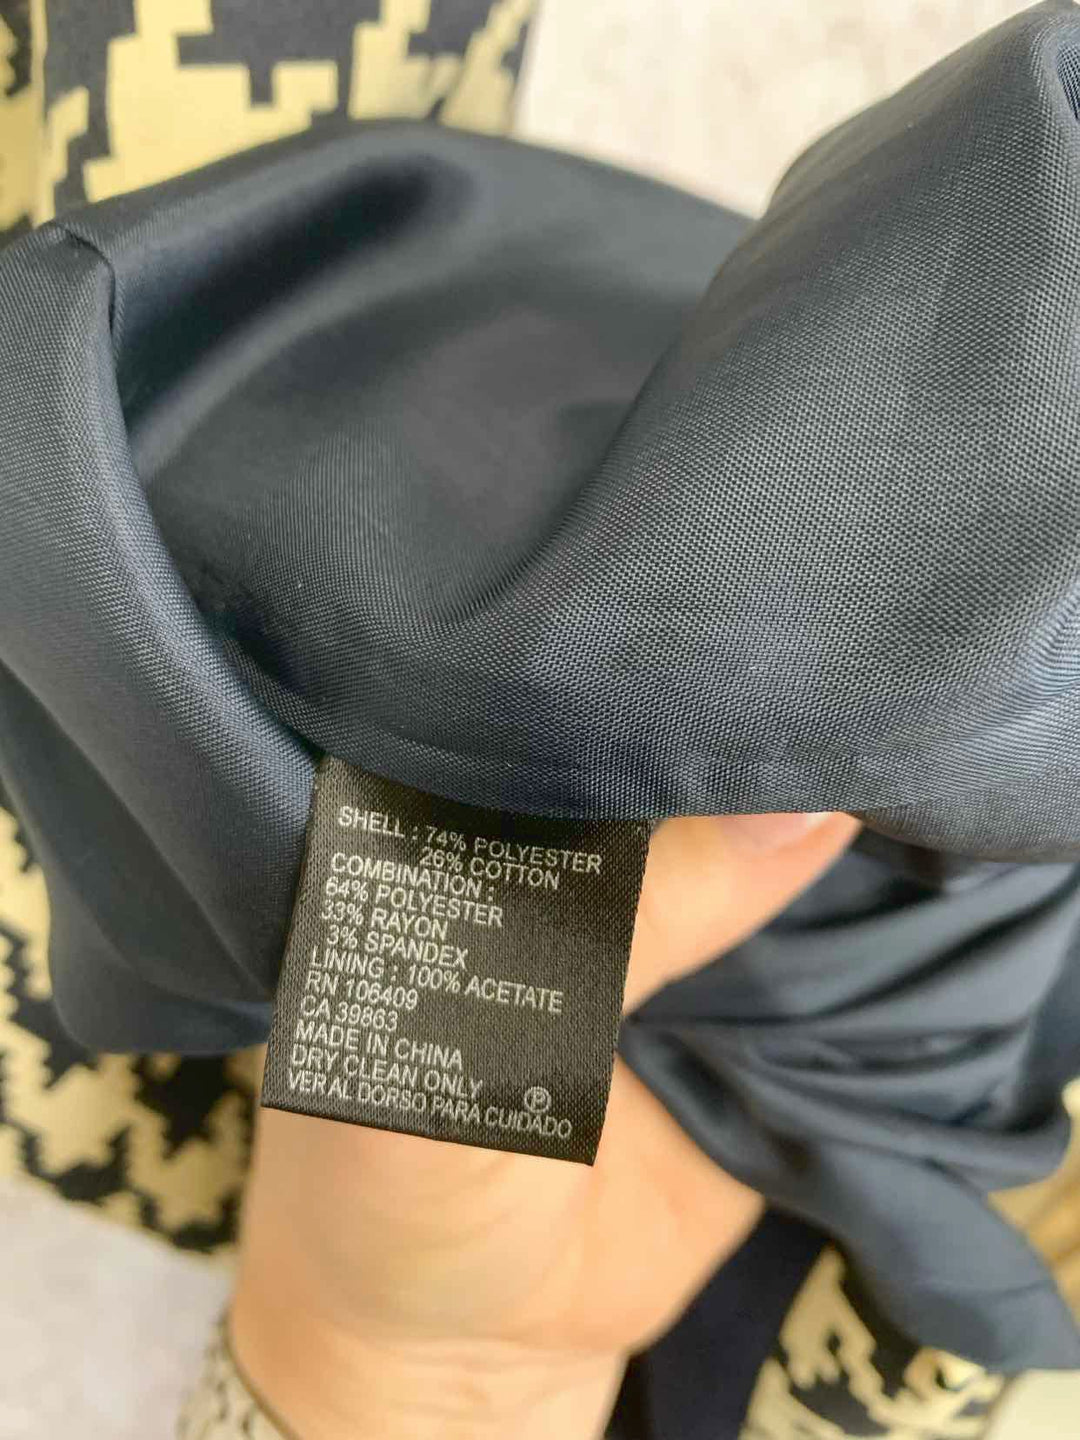 SHELL : 74% POLYESTER
26% COTTON
COMBINATION :
64% POLYESTER
33% RAYON
3% SPANDEX
LINING : 100% ACETATE
RN 106409
CA 39863
MADE IN CHINA
DRY CLEAN ONLY Ⓟ
VER AL DORSO PARA CUIDADO